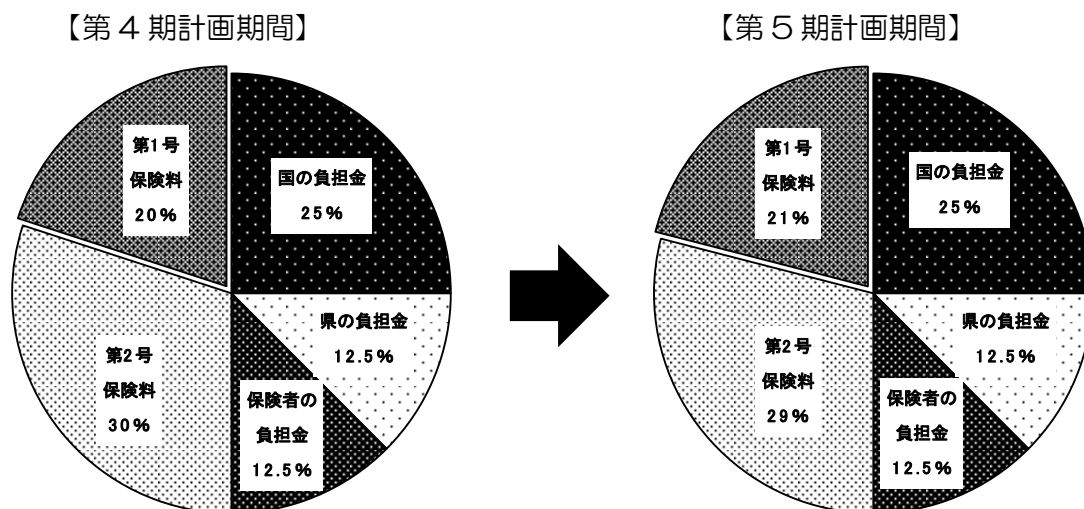 【第4期計画期間】
第1号
保険料
20%
国の負担金
25%
県の負担金
12.5%
保険者の
負担金
12.5%
第2号
保険料
30%
【第5期計画期間】
第1号
保険料
21%
国の負担金
25%
県の負担金
12.5%
保険者の
負担金
12.5%
第2号
保険料
29%